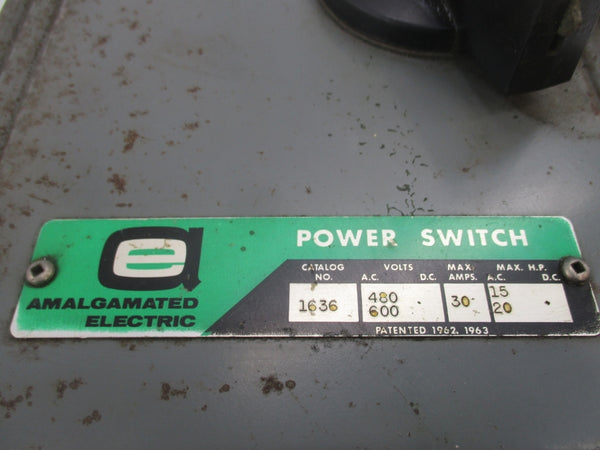 ae
POWER SWITCH
AMALGAMATED
ELECTRIC
CATALOG NO. VOLTS A.C. D.C. MAX. AMPS. MAX. H.P. A.C. D.C.
1636 480 30 15
600 20
PATENTED 1962, 1963